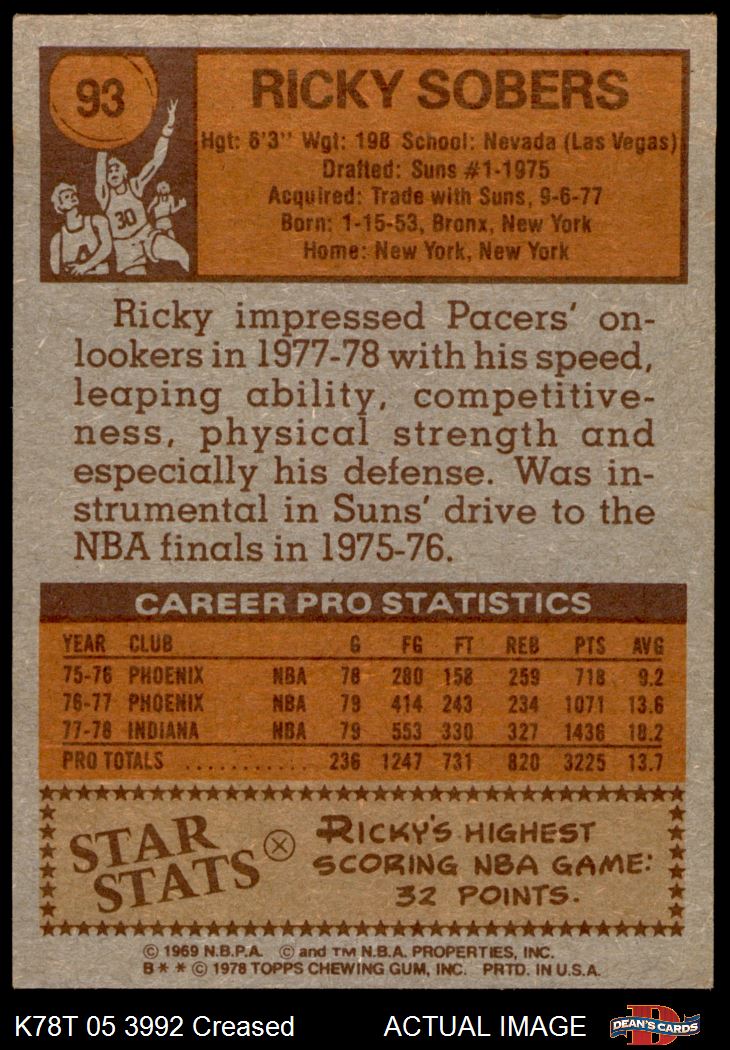 93
RICKY SOBERS
Hgt: 6'3" Wgt: 198 School: Nevada (Las Vegas)
Drafted: Suns #1-1975
Acquired: Trade with Suns, 9-6-77
Born: 1-15-53, Bronx, New York
Home: New York, New York
30
Ricky impressed Pacers' on-
lookers in 1977-78 with his speed,
leaping ability, competitive-
ness, physical strength and
especially his defense. Was in-
strumental in Suns' drive to the
NBA finals in 1975-76.
CAREER PRO STATISTICS
YEAR CLUB G FG FT REB PTS AVG
75-76 PHOENIX NBA 78 280 158 259 718 9.2
76-77 PHOENIX NBA 79 414 243 234 1071 13.6
77-78 INDIANA NBA 79 553 330 327 1436 18.2
PRO TOTALS ........... 236 1247 731 820 3225 13.7
STAR STATS
RICKY'S HIGHEST
SCORING NBA GAME:
32 POINTS.
© 1969 N.B.P.A. © and TM N.B.A. PROPERTIES, INC.
B * * © 1978 TOPPS CHEWING GUM, INC. PRTD. IN U.S.A.
K78T 05 3992 Creased ACTUAL IMAGE DEAN'S CARDS